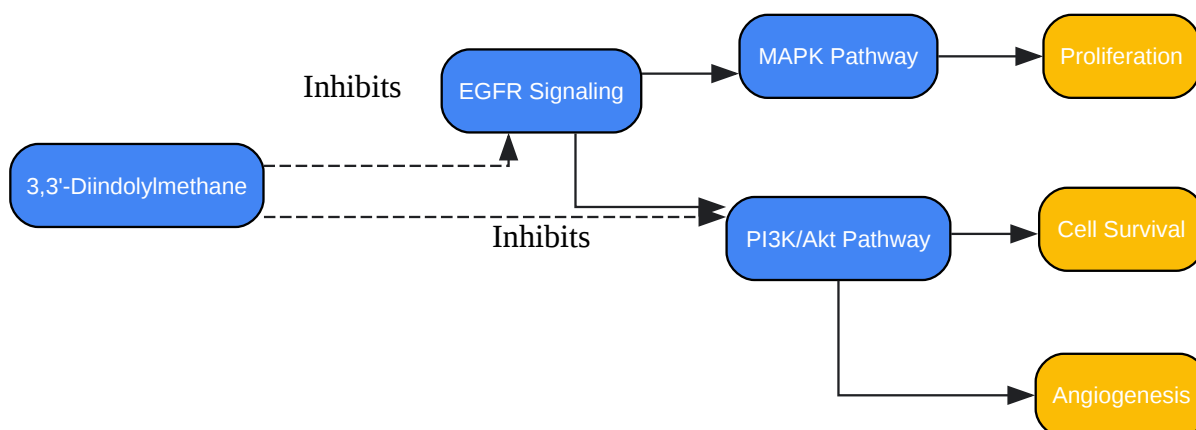 MAPK Pathway
Proliferation
Inhibits
EGFR Signaling
3,3'-Diindolylmethane
Inhibits
PI3K/Akt Pathway
Cell Survival
Angiogenesis